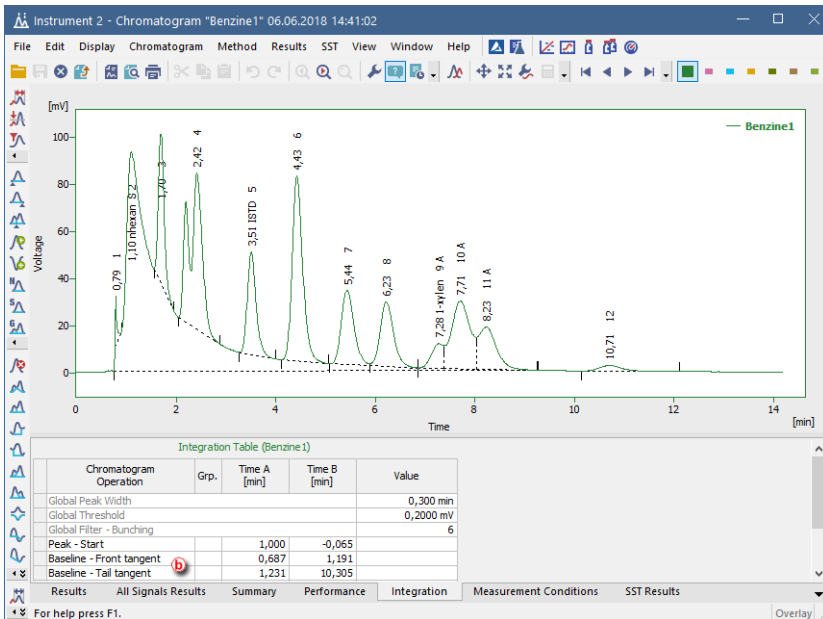 Instrument 2 - Chromatogram "Benzine1" 06.06.2018 14:41:02
File Edit Display Chromatogram Method Results SST View Window Help
[mV]
Benzine1
100
80
60
40
20
0
Voltage
0,79 1
1,10 nhexan S 2
1,70 3
2,42 4
3,51 ISTD 5
4,43 6
5,44 7
6,23 8
7,28 1-xylen 9 A
7,71 10 A
8,23 11 A
10,71 12
0 2 4 6 8 10 12 14
Time
[min]
Integration Table (Benzine1)
Chromatogram Operation Grp. Time A [min] Time B [min] Value
Global Peak Width 0,300 min
Global Threshold 0,2000 mV
Global Filter - Bunching 6
Peak - Start 1,000 -0,065
Baseline - Front tangent b 0,687 1,191
Baseline - Tail tangent 1,231 10,305
Results All Signals Results Summary Performance Integration Measurement Conditions SST Results
For help press F1. Overlay